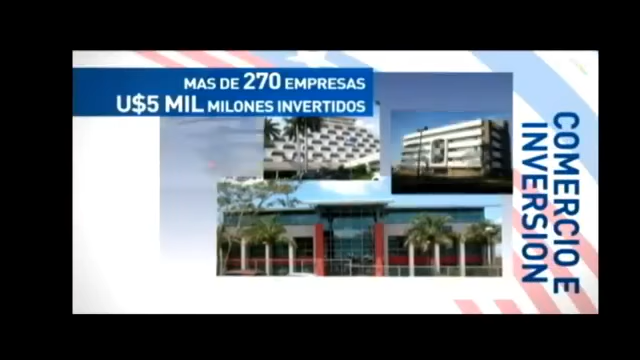 MAS DE 270 EMPRESAS
U$5 MIL MILONES INVERTIDOS
COMERCIO E
INVERSION